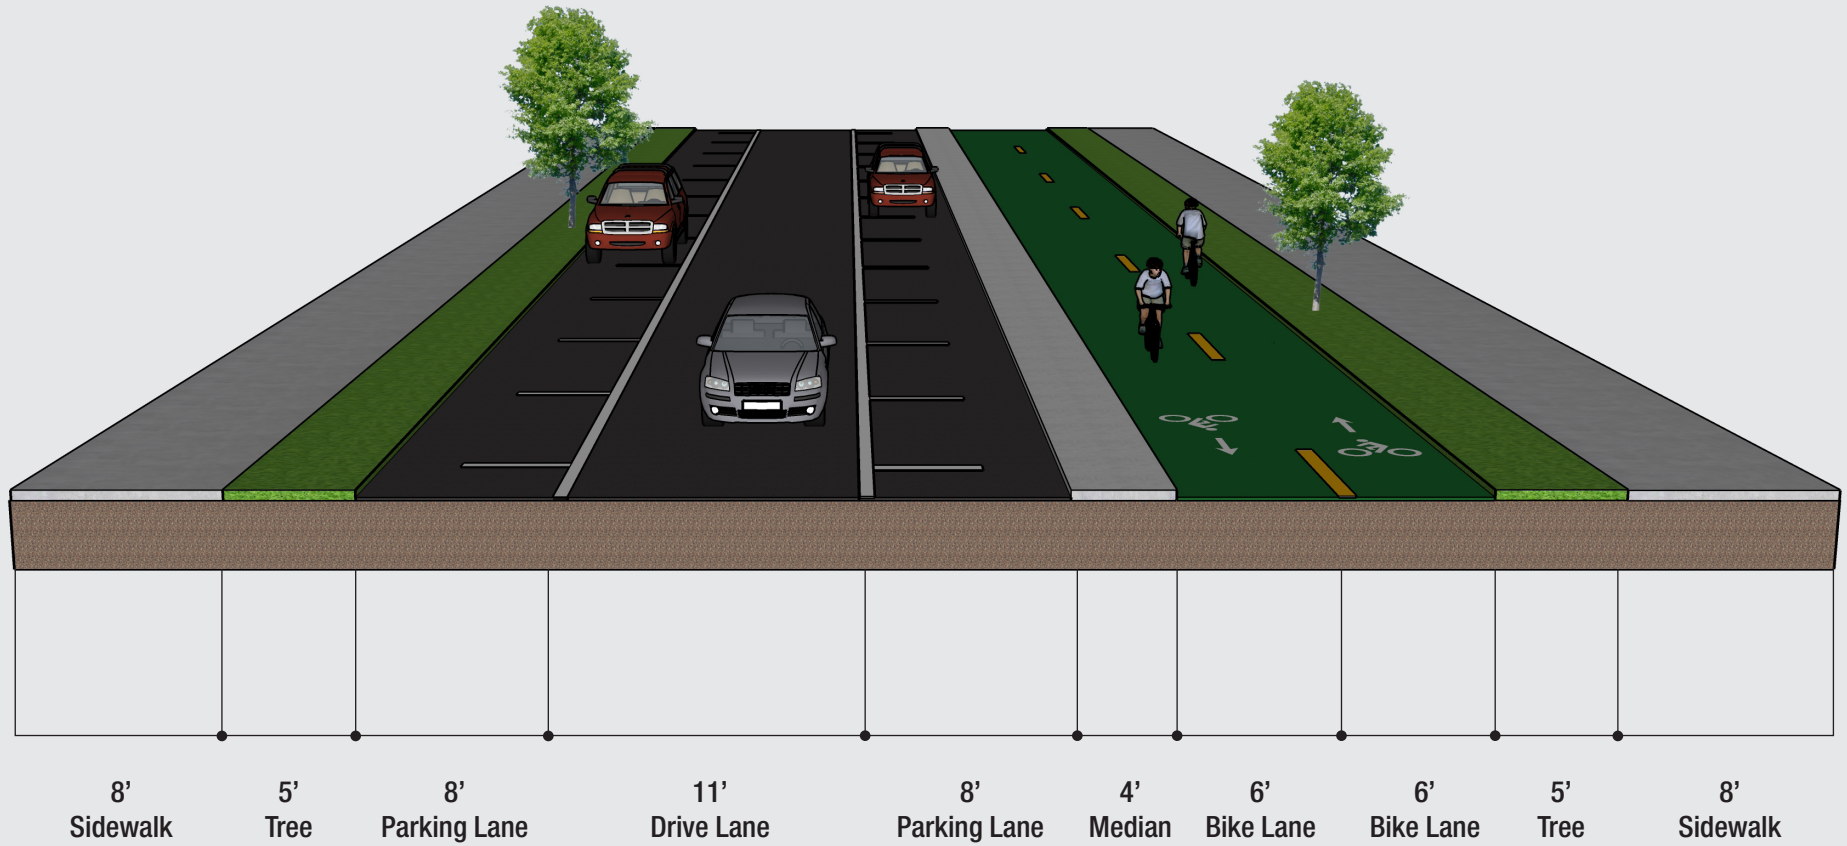 8’ 5’ 8’ 11’ 8’ 4’ 6’ 6’ 5’ 8’
Sidewalk Tree Parking Lane Drive Lane Parking Lane Median Bike Lane Bike Lane Tree Sidewalk